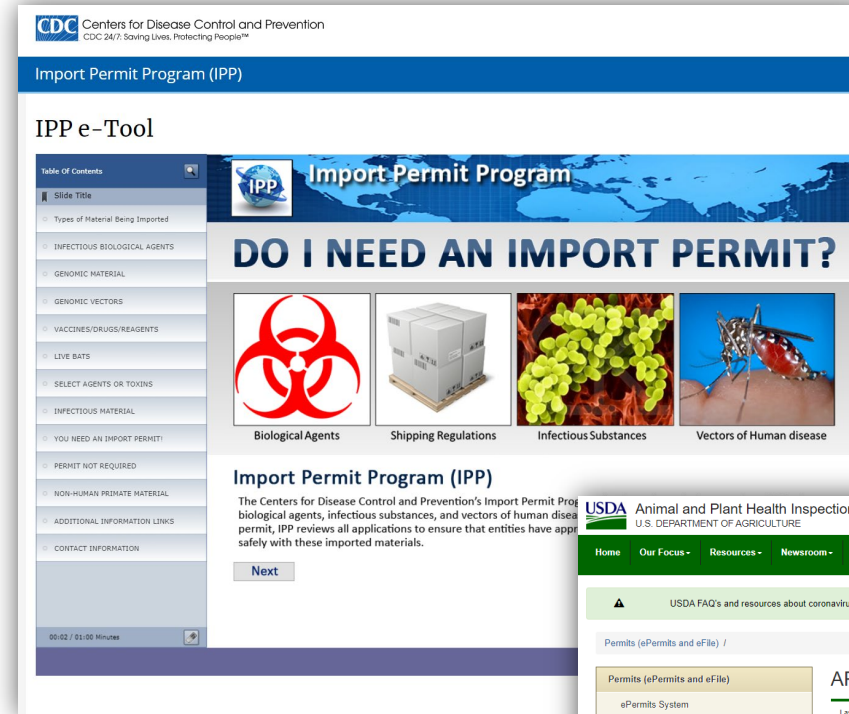 CDC Centers for Disease Control and Prevention
CDC 24/7: Saving Lives. Protecting People™
Import Permit Program (IPP)
IPP e-Tool
Table Of Contents
Slide Title
Types of Material Being Imported
INFECTIOUS BIOLOGICAL AGENTS
GENOMIC MATERIAL
GENOMIC VECTORS
VACCINES/DRUGS/REAGENTS
LIVE BATS
SELECT AGENTS OR TOXINS
INFECTIOUS MATERIAL
YOU NEED AN IMPORT PERMIT!
PERMIT NOT REQUIRED
NON-HUMAN PRIMATE MATERIAL
ADDITIONAL INFORMATION LINKS
CONTACT INFORMATION
00:02 / 01:00 Minutes
IPP
Import Permit Program
DO I NEED AN IMPORT PERMIT?
Biological Agents
Shipping Regulations
Infectious Substances
Vectors of Human disease
Import Permit Program (IPP)
The Centers for Disease Control and Prevention's Import Permit Prog
biological agents, infectious substances, and vectors of human disea
permit, IPP reviews all applications to ensure that entities have appr
safely with these imported materials.
Next
USDA Animal and Plant Health Inspection
U.S. DEPARTMENT OF AGRICULTURE
Home Our Focus Resources Newsroom
USDA FAQ's and resources about coronaviru
Permits (ePermits and eFile) /
Permits (ePermits and eFile)
ePermits System